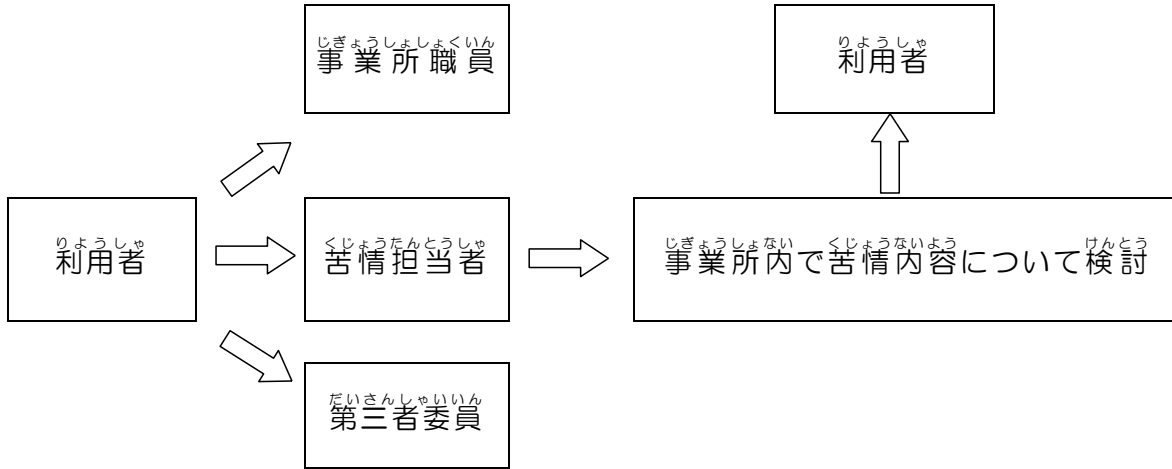 じぎょうしょしょくいん
事業所職員
りようしゃ
利用者
りようしゃ
利用者
くじょうたんとうしゃ
苦情担当者
じぎょうしょない くじょうないよう けんとう
事業所内で苦情内容について検討
だいさんしゃいいん
第三者委員